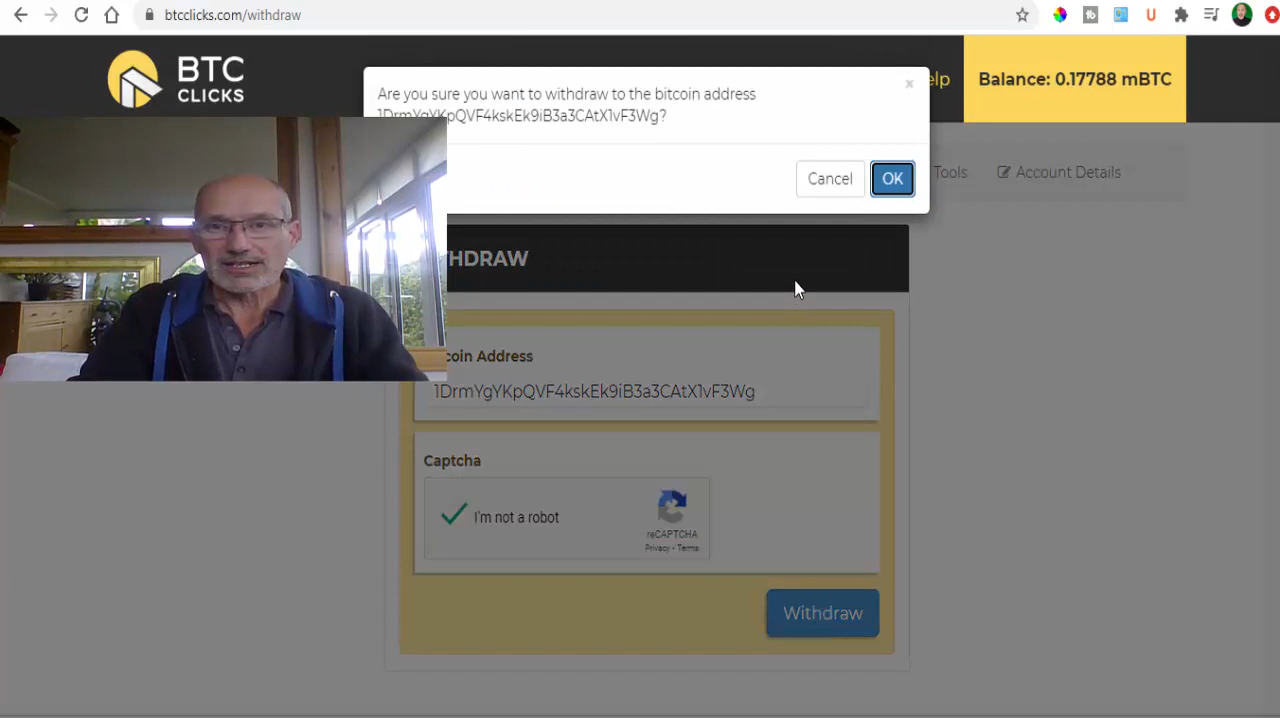 btcclicks.com/withdraw
BTC
CLICKS
elp
Balance: 0.17788 mBTC
Are you sure you want to withdraw to the bitcoin address
1DrmYgYKpQVF4kskEk9iB3a3CAtX1vF3Wg?
Cancel
OK
Tools
Account Details
HDRAW
coin Address
1DrmYgYKpQVF4kskEk9iB3a3CAtX1vF3Wg
Captcha
I'm not a robot
reCAPTCHA
Privacy - Terms
Withdraw